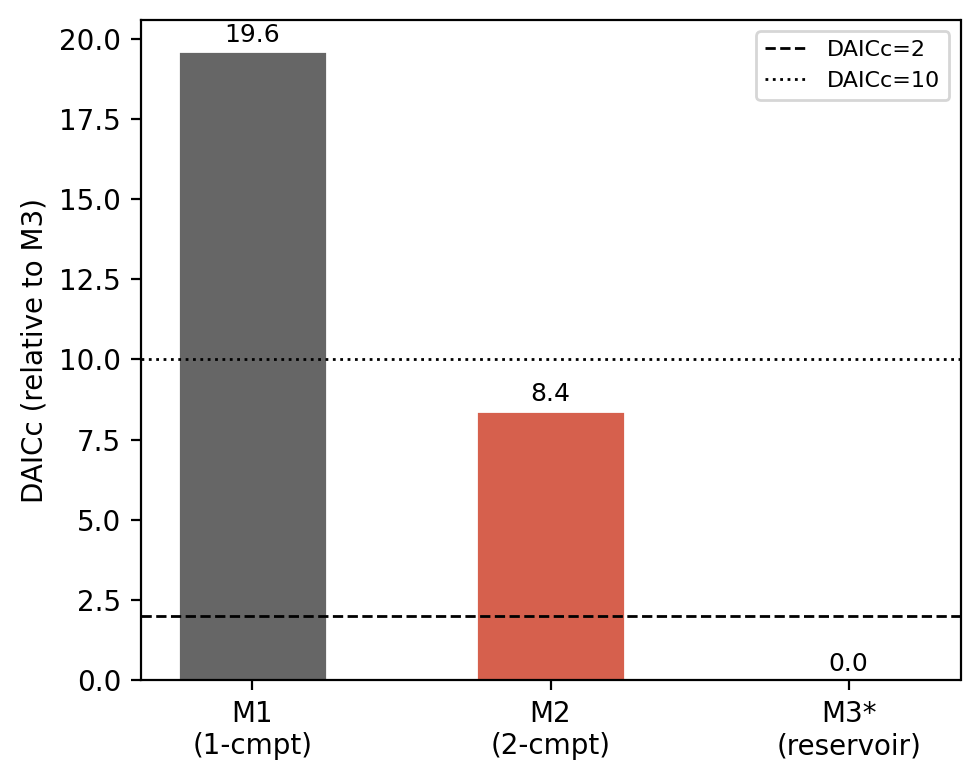 DAICc (relative to M3)
20.0
17.5
15.0
12.5
10.0
7.5
5.0
2.5
0.0
19.6
8.4
0.0
DAICc=2
DAICc=10
M1
(1-cmpt)
M2
(2-cmpt)
M3*
(reservoir)